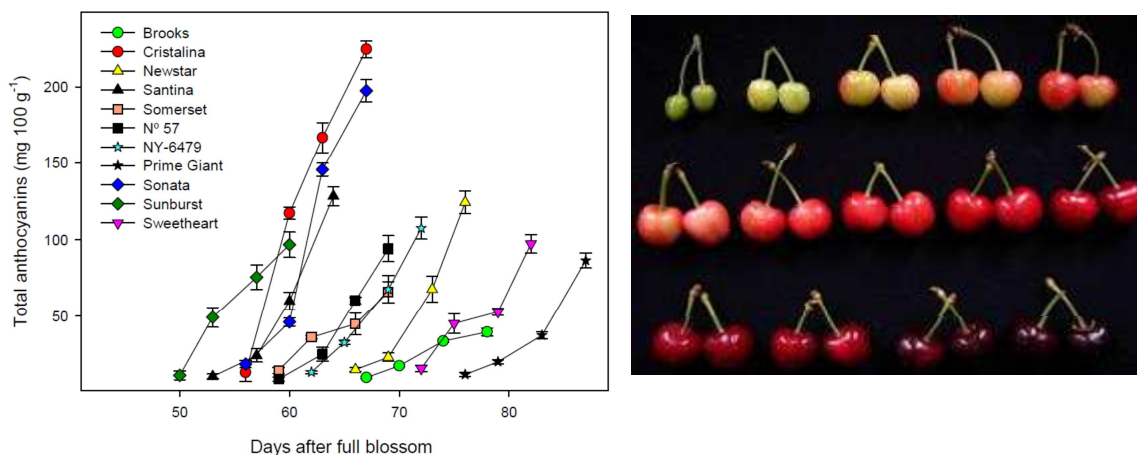 Total anthocyanins (mg 100 g-1)
200
150
100
50
Brooks
Cristalina
Newstar
Santina
Somerset
Nº 57
NY-6479
Prime Giant
Sonata
Sunburst
Sweetheart
50 60 70 80
Days after full blossom